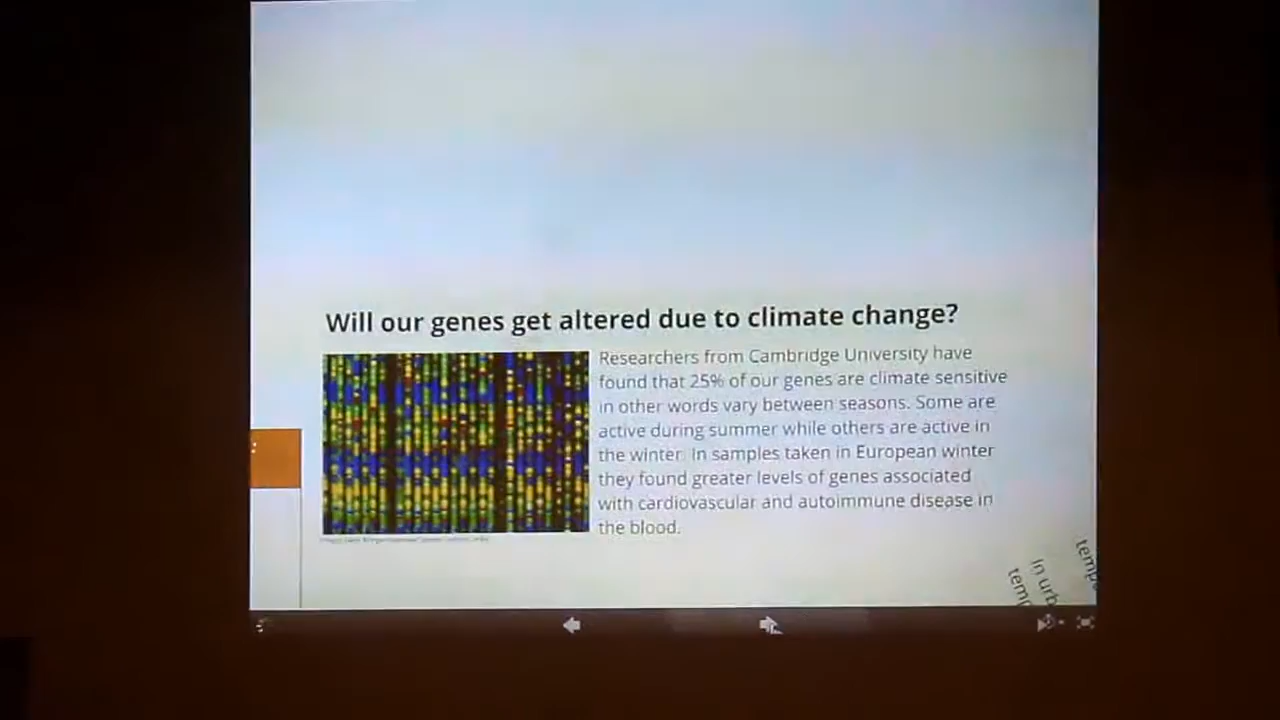 Will our genes get altered due to climate change?
Researchers from Cambridge University have
found that 25% of our genes are climate sensitive
in other words vary between seasons. Some are
active during summer while others are active in
the winter. In samples taken in European winter
they found greater levels of genes associated
with cardiovascular and autoimmune disease in
the blood.
In urb